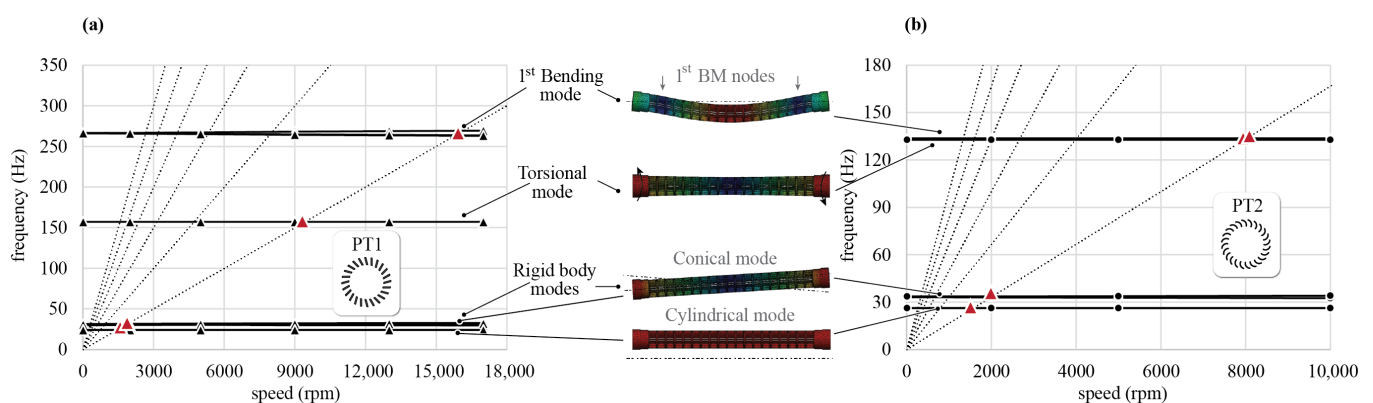 (a)
350
300
250
200
150
100
50
0
frequency (Hz)
0
3000
6000
9000
12,000
15,000
18,000
speed (rpm)
PT1
1st Bending
mode
Torsional
mode
Rigid body
modes
1st BM nodes
Conical mode
Cylindrical mode
(b)
180
150
120
90
60
30
0
frequency (Hz)
0
2000
4000
6000
8000
10,000
speed (rpm)
PT2